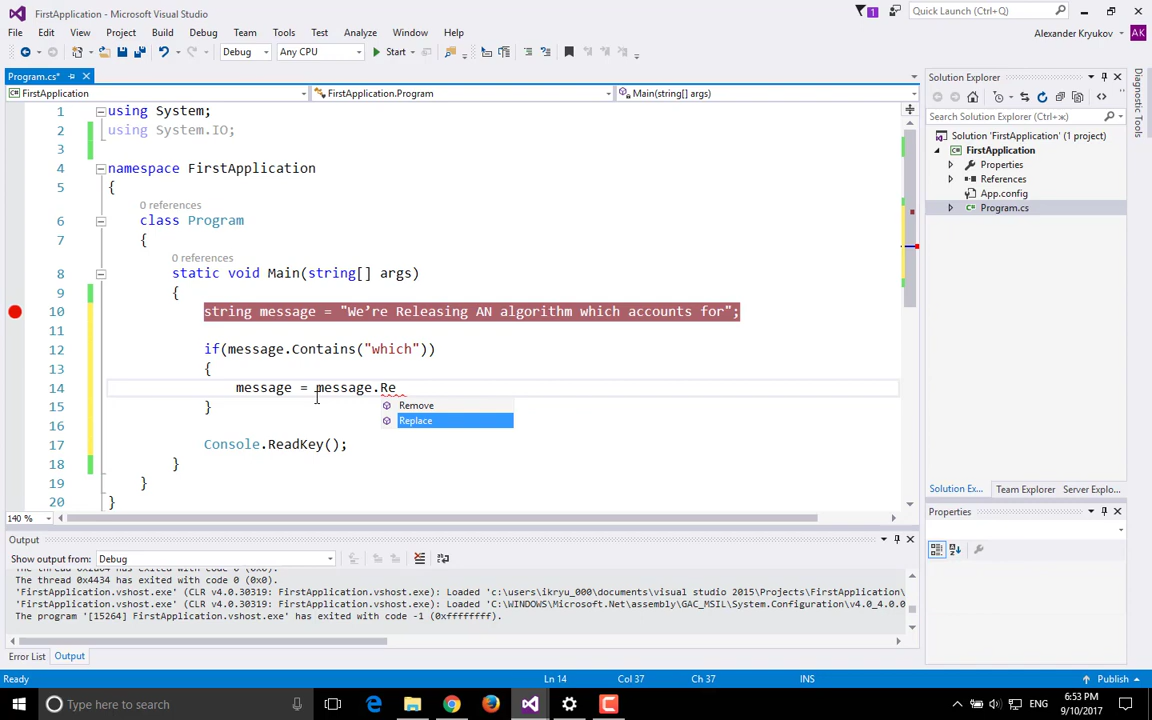 FirstApplication - Microsoft Visual Studio
1
Quick Launch (Ctrl+Q)
File Edit View Project Build Debug Team Tools Test Analyze Window Help
Alexander Kryukov AK
Debug Any CPU Start
Program.cs*
FirstApplication FirstApplication.Program Main(string[] args)
1 using System;
2 using System.IO;
3
4 namespace FirstApplication
5 {
0 references
6 class Program
7 {
0 references
8 static void Main(string[] args)
9 {
10 string message = "We’re Releasing AN algorithm which accounts for";
11
12 if(message.Contains("which"))
13 {
14 message = message.Re
Remove
Replace
15 }
16
17 Console.ReadKey();
18 }
19 }
20 }
140 %
Solution Explorer
Search Solution Explorer (Ctrl+ж)
Solution 'FirstApplication' (1 project)
FirstApplication
Properties
References
App.config
Program.cs
Solution Ex... Team Explorer Server Explo...
Properties
Diagnostic Tools
Output
Show output from: Debug
The thread 0x4434 has exited with code 0 (0x0).
'FirstApplication.vshost.exe' (CLR v4.0.30319: FirstApplication.vshost.exe): Loaded 'c:\users\ikryu_000\documents\visual studio 2015\Projects\FirstApplication\
'FirstApplication.vshost.exe' (CLR v4.0.30319: FirstApplication.vshost.exe): Loaded 'C:\WINDOWS\Microsoft.Net\assembly\GAC_MSIL\System.Configuration\v4.0_4.0.0
The program '[15264] FirstApplication.vshost.exe' has exited with code -1 (0xffffffff).
Error List Output
Ready Ln 14 Col 37 Ch 37 INS Publish
Type here to search
ENG
6:53 PM
9/10/2017